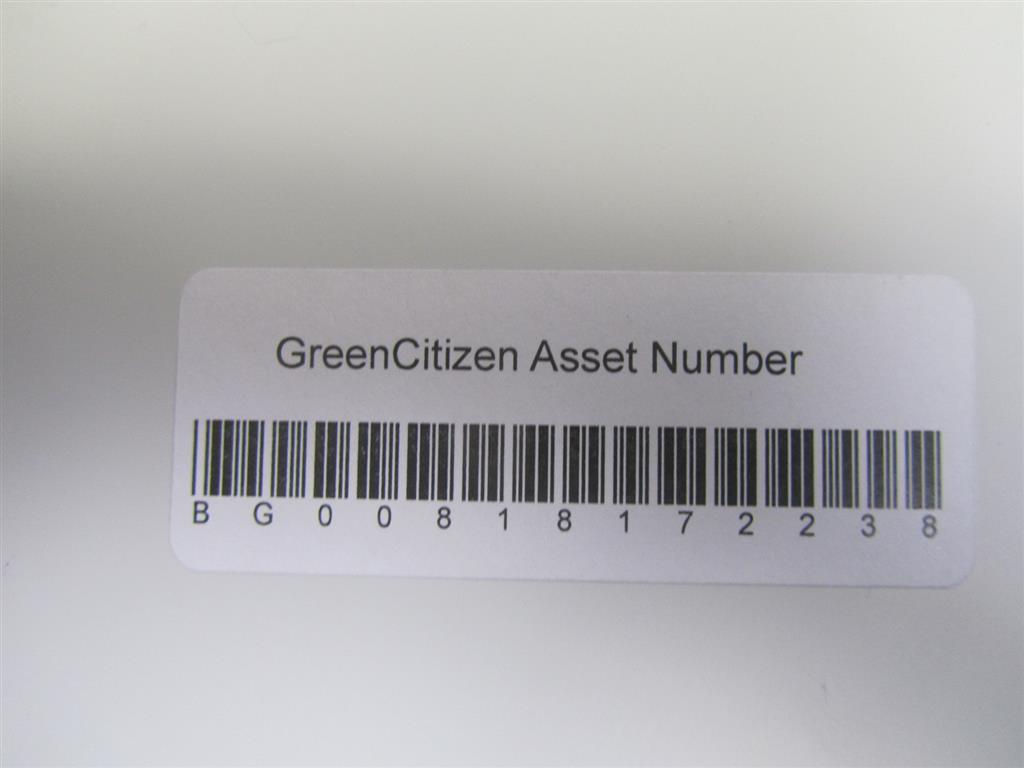 GreenCitizen Asset Number
B G 0 0 8 1 8 1 7 2 2 3 8